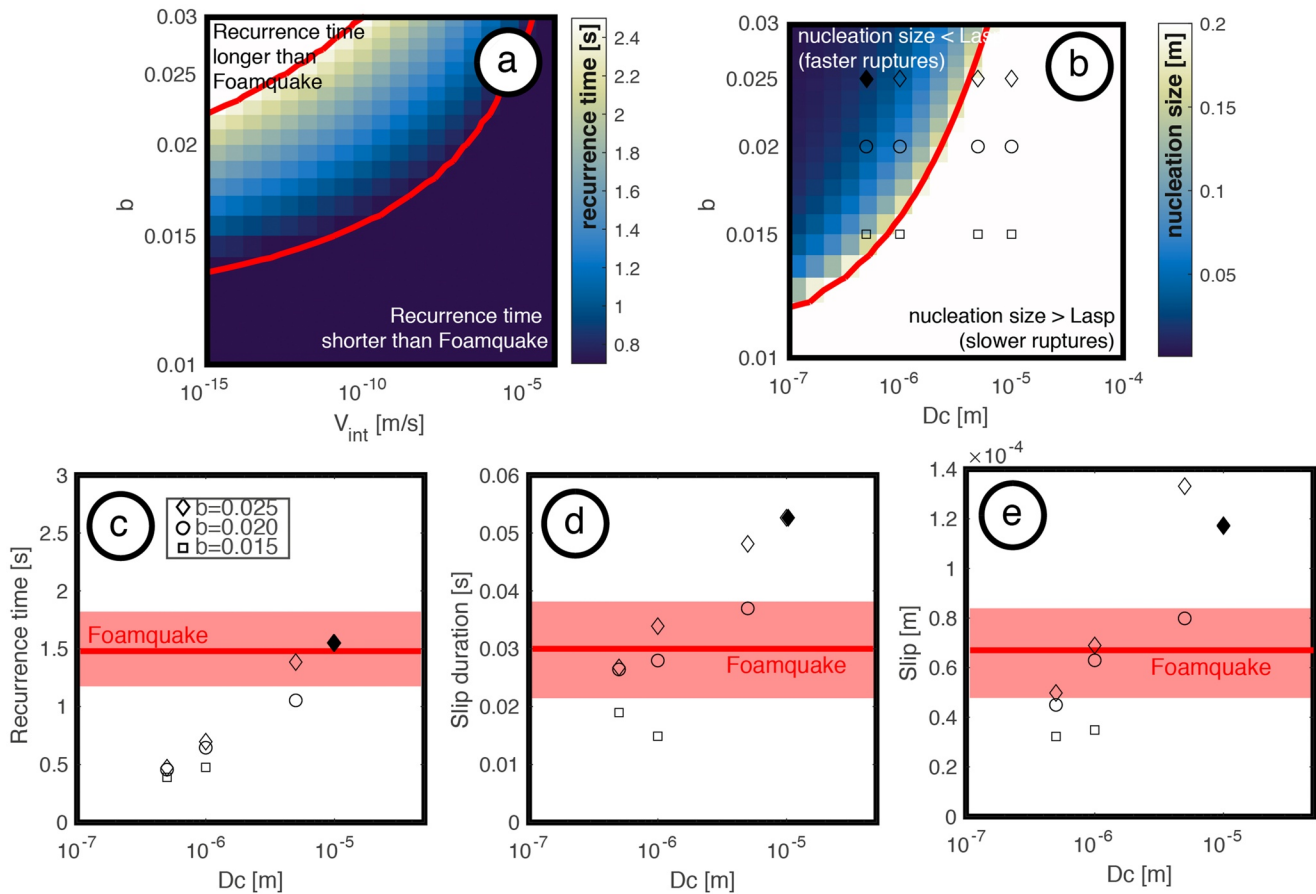 Recurrence time
longer than
Foamquake
a
Recurrence time
shorter than Foamquake
0.03
0.025
0.02
0.015
0.01
b
10^-15
10^-10
10^-5
V_int [m/s]
2.4
2.2
2
1.8
1.6
1.4
1.2
1
0.8
recurrence time [s]
nucleation size < Las
(faster ruptures)
b
nucleation size > Lasp
(slower ruptures)
0.03
0.025
0.02
0.015
0.01
b
10^-7
10^-6
10^-5
10^-4
Dc [m]
0.2
0.15
0.1
0.05
nucleation size [m]
c
b=0.025
b=0.020
b=0.015
Foamquake
3
2.5
2
1.5
1
0.5
0
Recurrence time [s]
10^-7
10^-6
10^-5
Dc [m]
d
Foamquake
0.06
0.05
0.04
0.03
0.02
0.01
0
Slip duration [s]
10^-7
10^-6
10^-5
Dc [m]
×10^-4
e
Foamquake
1.4
1.2
1
0.8
0.6
0.4
0.2
0
Slip [m]
10^-7
10^-6
10^-5
Dc [m]